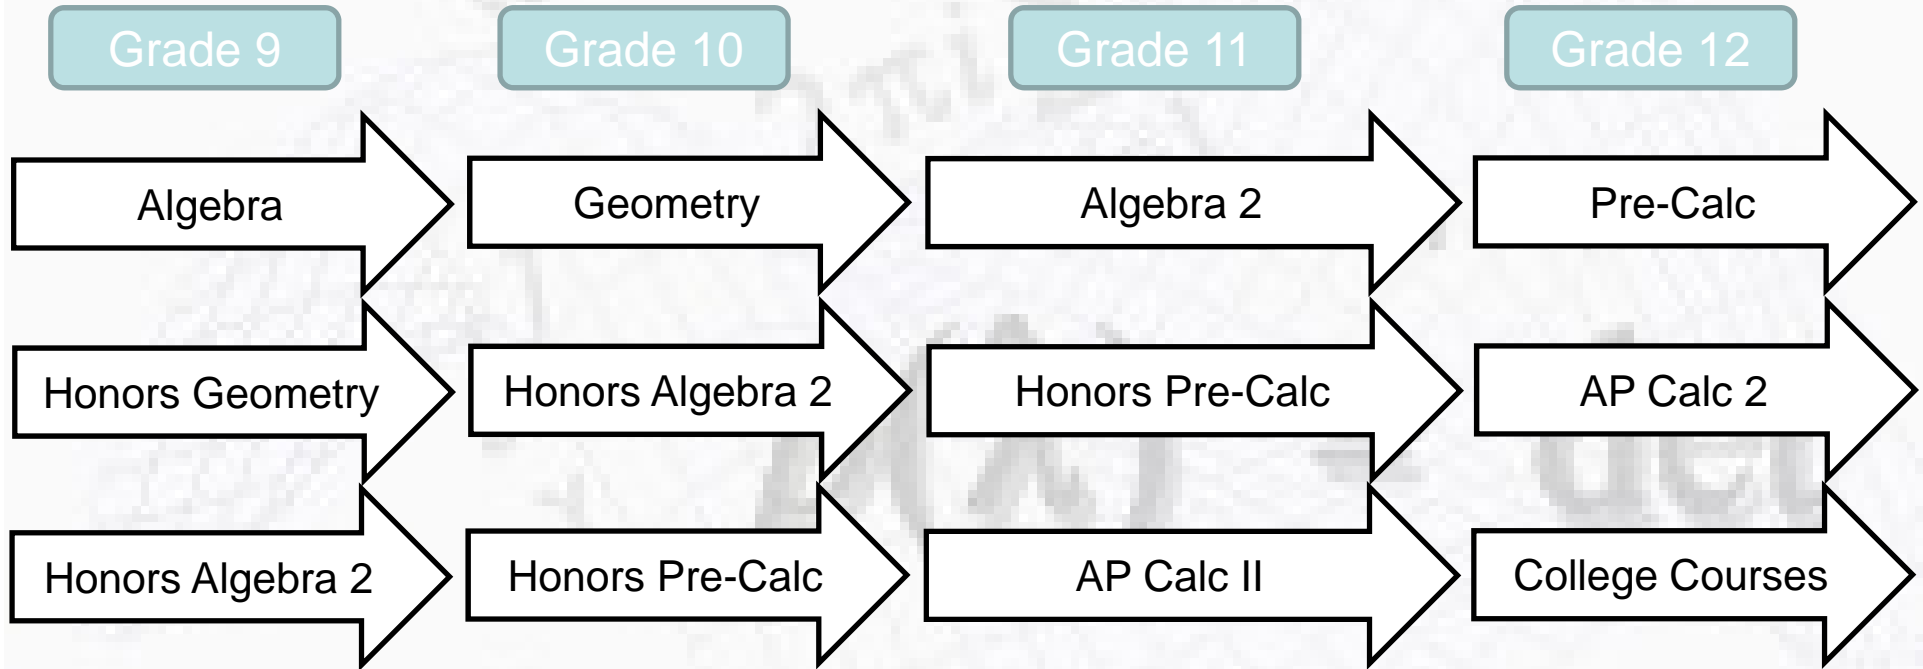 Grade 9
Grade 10
Grade 11
Grade 12
Algebra
Geometry
Algebra 2
Pre-Calc
Honors Geometry
Honors Algebra 2
Honors Pre-Calc
AP Calc 2
Honors Algebra 2
Honors Pre-Calc
AP Calc II
College Courses